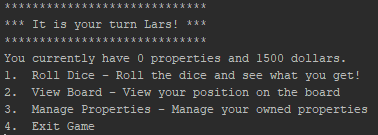 ****************************
*** It is your turn Lars! ***
****************************
You currently have 0 properties and 1500 dollars.
1.  Roll Dice - Roll the dice and see what you get!
2.  View Board - View your position on the board
3.  Manage Properties - Manage your owned properties
4.  Exit Game